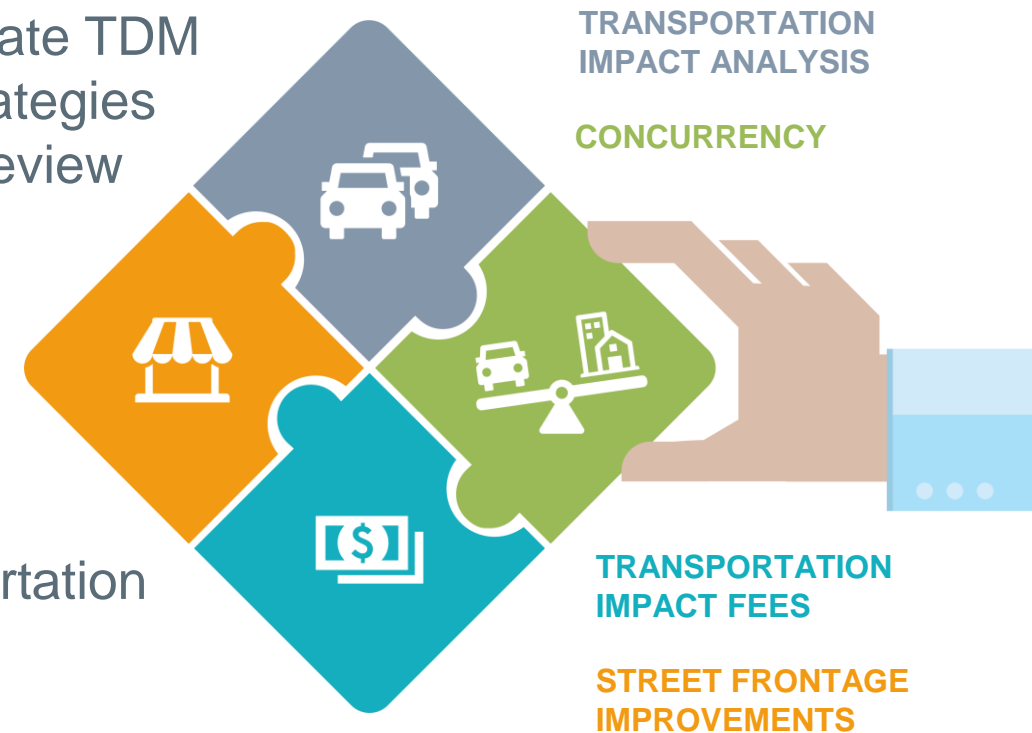 ate TDM
ategies
eview
TRANSPORTATION
IMPACT ANALYSIS
CONCURRENCY
$
rtation
TRANSPORTATION
IMPACT FEES
STREET FRONTAGE
IMPROVEMENTS